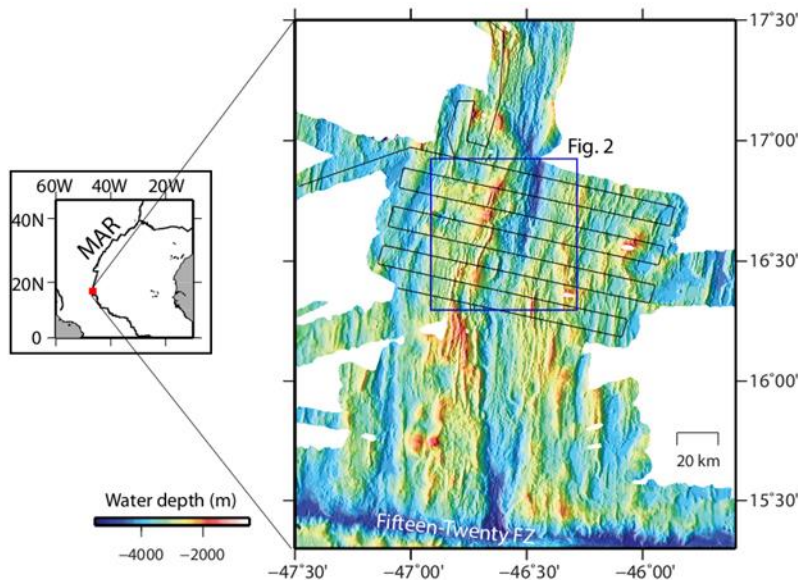 60W
40W
20W
40N
20N
0
MAR
Water depth (m)
−4000
−2000
17°30'
17°00'
16°30'
16°00'
15°30'
Fig. 2
20 km
Fifteen-Twenty FZ
−47°30'
−47°00'
−46°30'
−46°00'